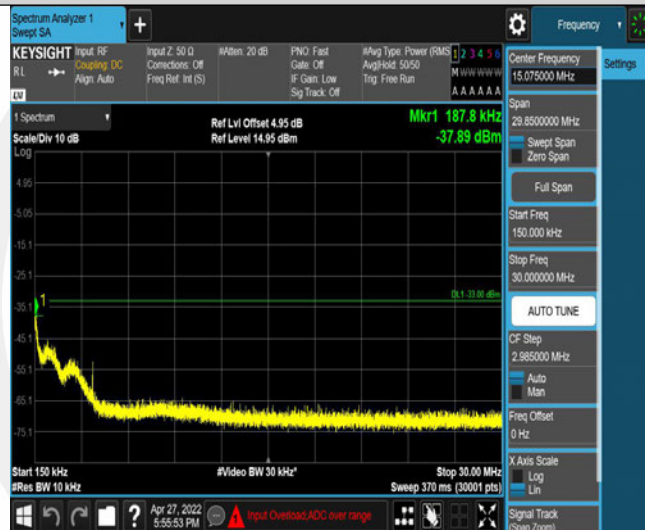 Spectrum Analyzer 1
Swept SA
+
Frequency
KEYSIGHT
RL
Input: RF
Coupling: DC
Align: Auto
Input Z: 50 Ω
Corrections: Off
Freq Ref: Int (S)
#Atten: 20 dB
PNO: Fast
Gate: Off
IF Gain: Low
Sig Track: Off
#Avg Type: Power (RMS
Avg|Hold: 50/50
Trig: Free Run
1 2 3 4 5 6
M W W W W W
A A A A A A
1 Spectrum
Scale/Div 10 dB
Log
Ref Lvl Offset 4.95 dB
Ref Level 14.95 dBm
Mkr1 187.8 kHz
-37.89 dBm
4.95
-5.05
-15.1
-25.1
-35.1
-45.1
-55.1
-65.1
-75.1
1
DL1 -33.00 dBm
Start 150 kHz
#Res BW 10 kHz
#Video BW 30 kHz*
Stop 30.00 MHz
Sweep 370 ms (30001 pts)
Center Frequency
15.075000 MHz
Settings
Span
29.8500000 MHz
Swept Span
Zero Span
Full Span
Start Freq
150.000 kHz
Stop Freq
30.000000 MHz
AUTO TUNE
CF Step
2.985000 MHz
Auto
Man
Freq Offset
0 Hz
X Axis Scale
Log
Lin
Signal Track
(Span Zoom)
?
Apr 27, 2022
5:55:53 PM
Input Overload;ADC over range